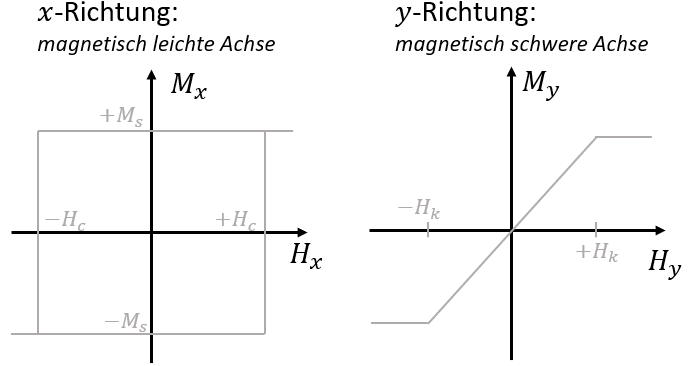 x-Richtung:
magnetisch leichte Achse
M_x
+M_s
−H_c
+H_c
H_x
−M_s
y-Richtung:
magnetisch schwere Achse
M_y
−H_k
+H_k
H_y